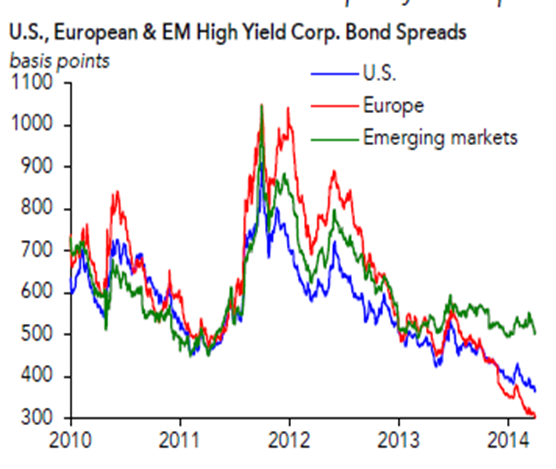 U.S., European & EM High Yield Corp. Bond Spreads
basis points
1100
U.S.
1000
Europe
Emerging markets
900
800
700
600
500
400
300
2010 2011 2012 2013 2014